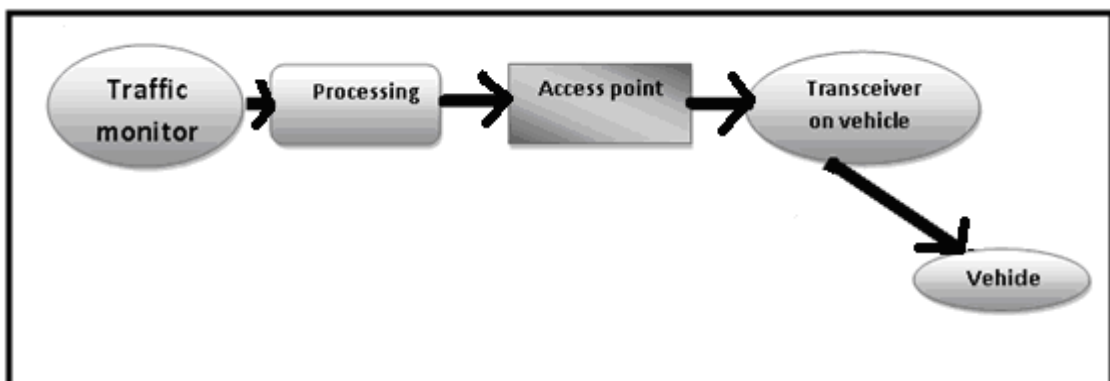 Traffic
monitor
Processing
Access point
Transceiver
on vehicle
Vehide